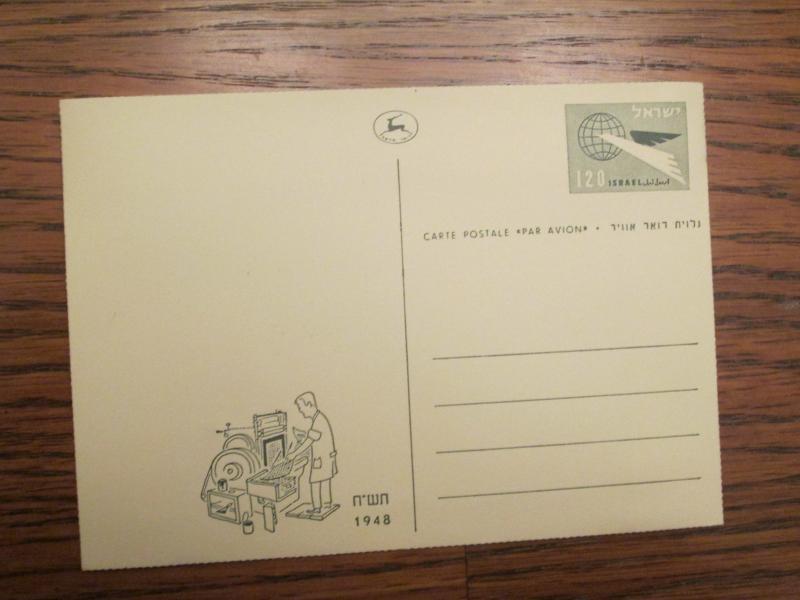 ישראל
120 ISRAEL اسرائيل
CARTE POSTALE «PAR AVION» • גלוית דואר אוויר
תש״ח
1948